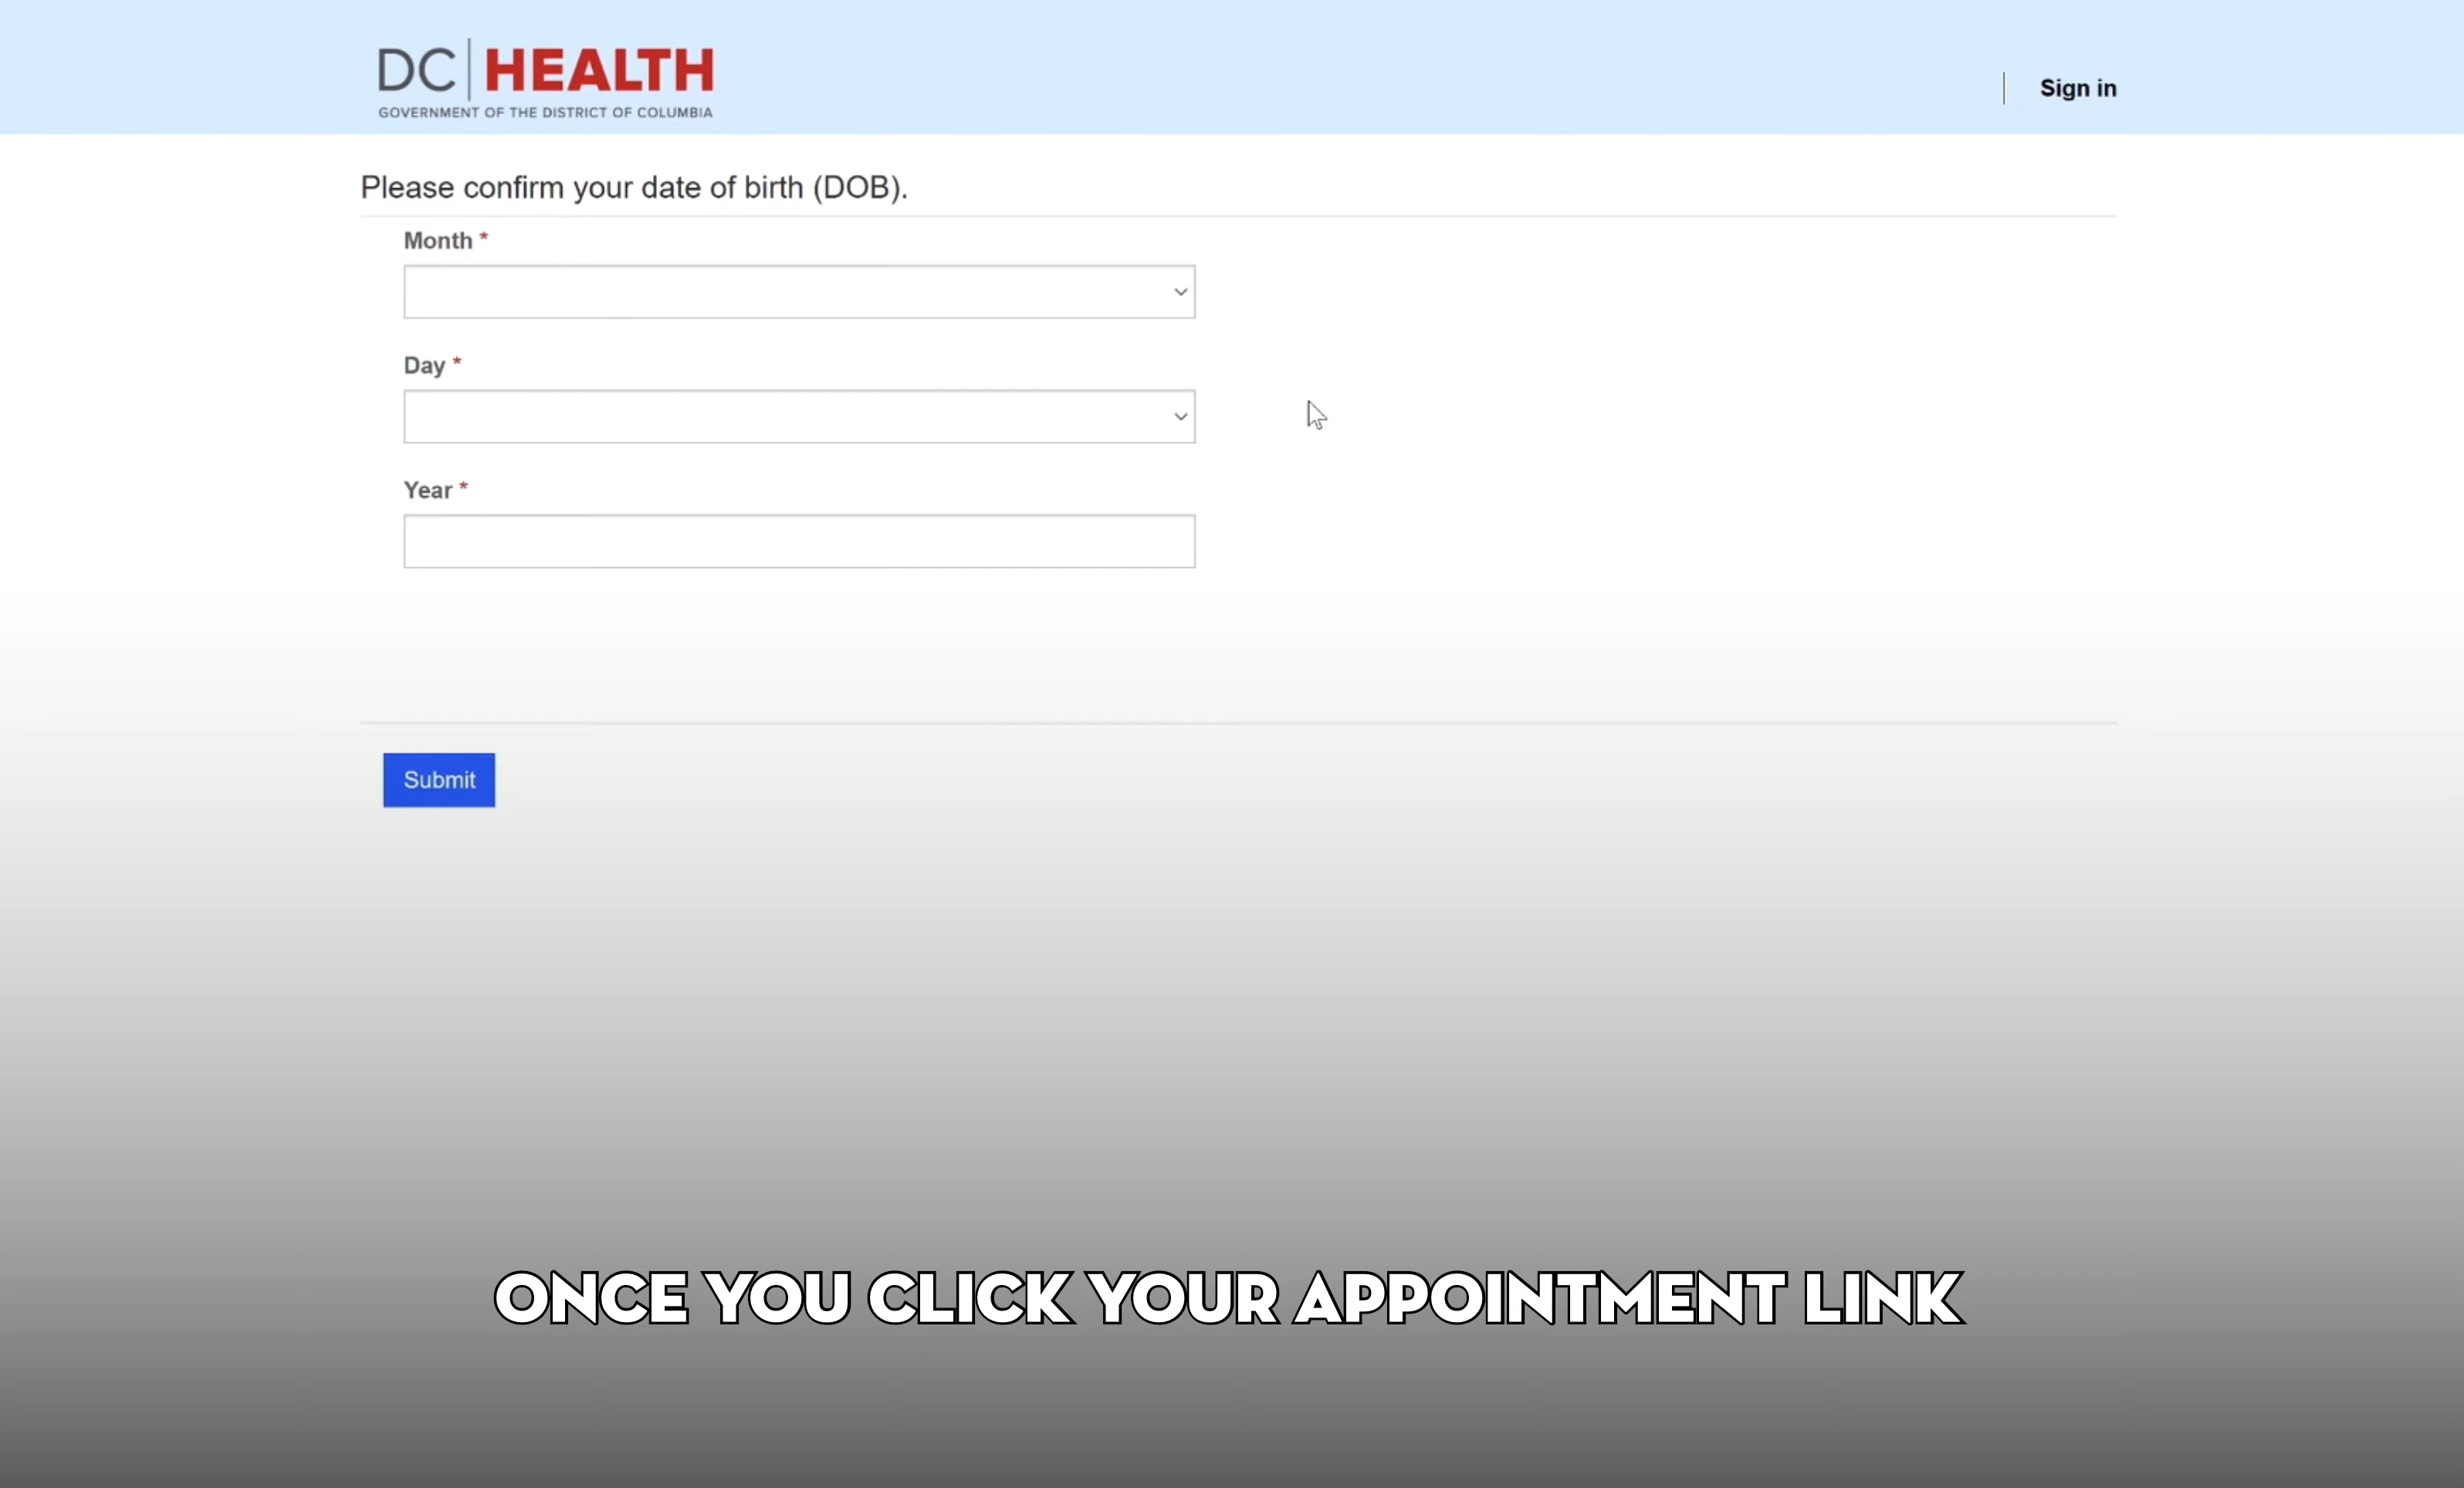 DC HEALTH
GOVERNMENT OF THE DISTRICT OF COLUMBIA
Sign in
Please confirm your date of birth (DOB).
Month *
Day *
Year *
Submit
ONCE YOU CLICK YOUR APPOINTMENT LINK